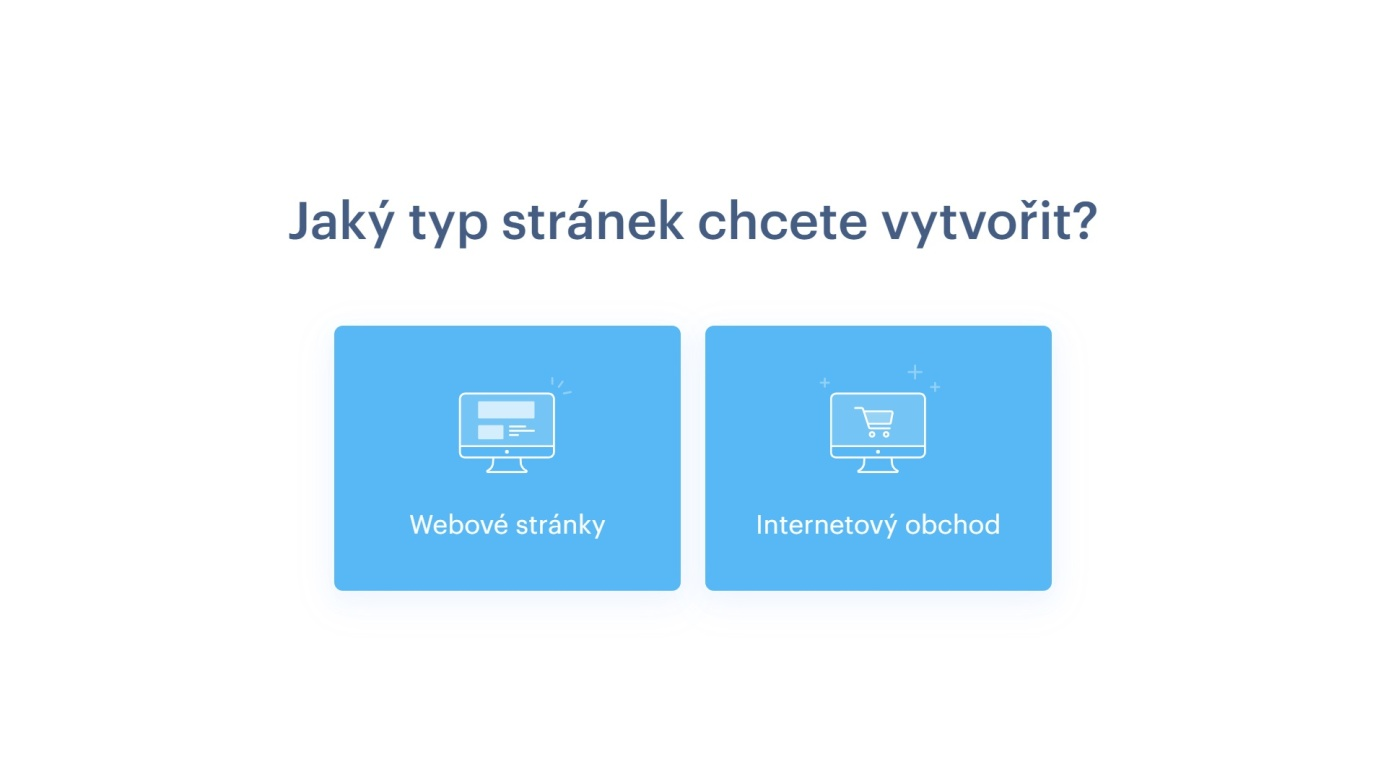 Jaký typ stránek chcete vytvořit?
Webové stránky
Internetový obchod